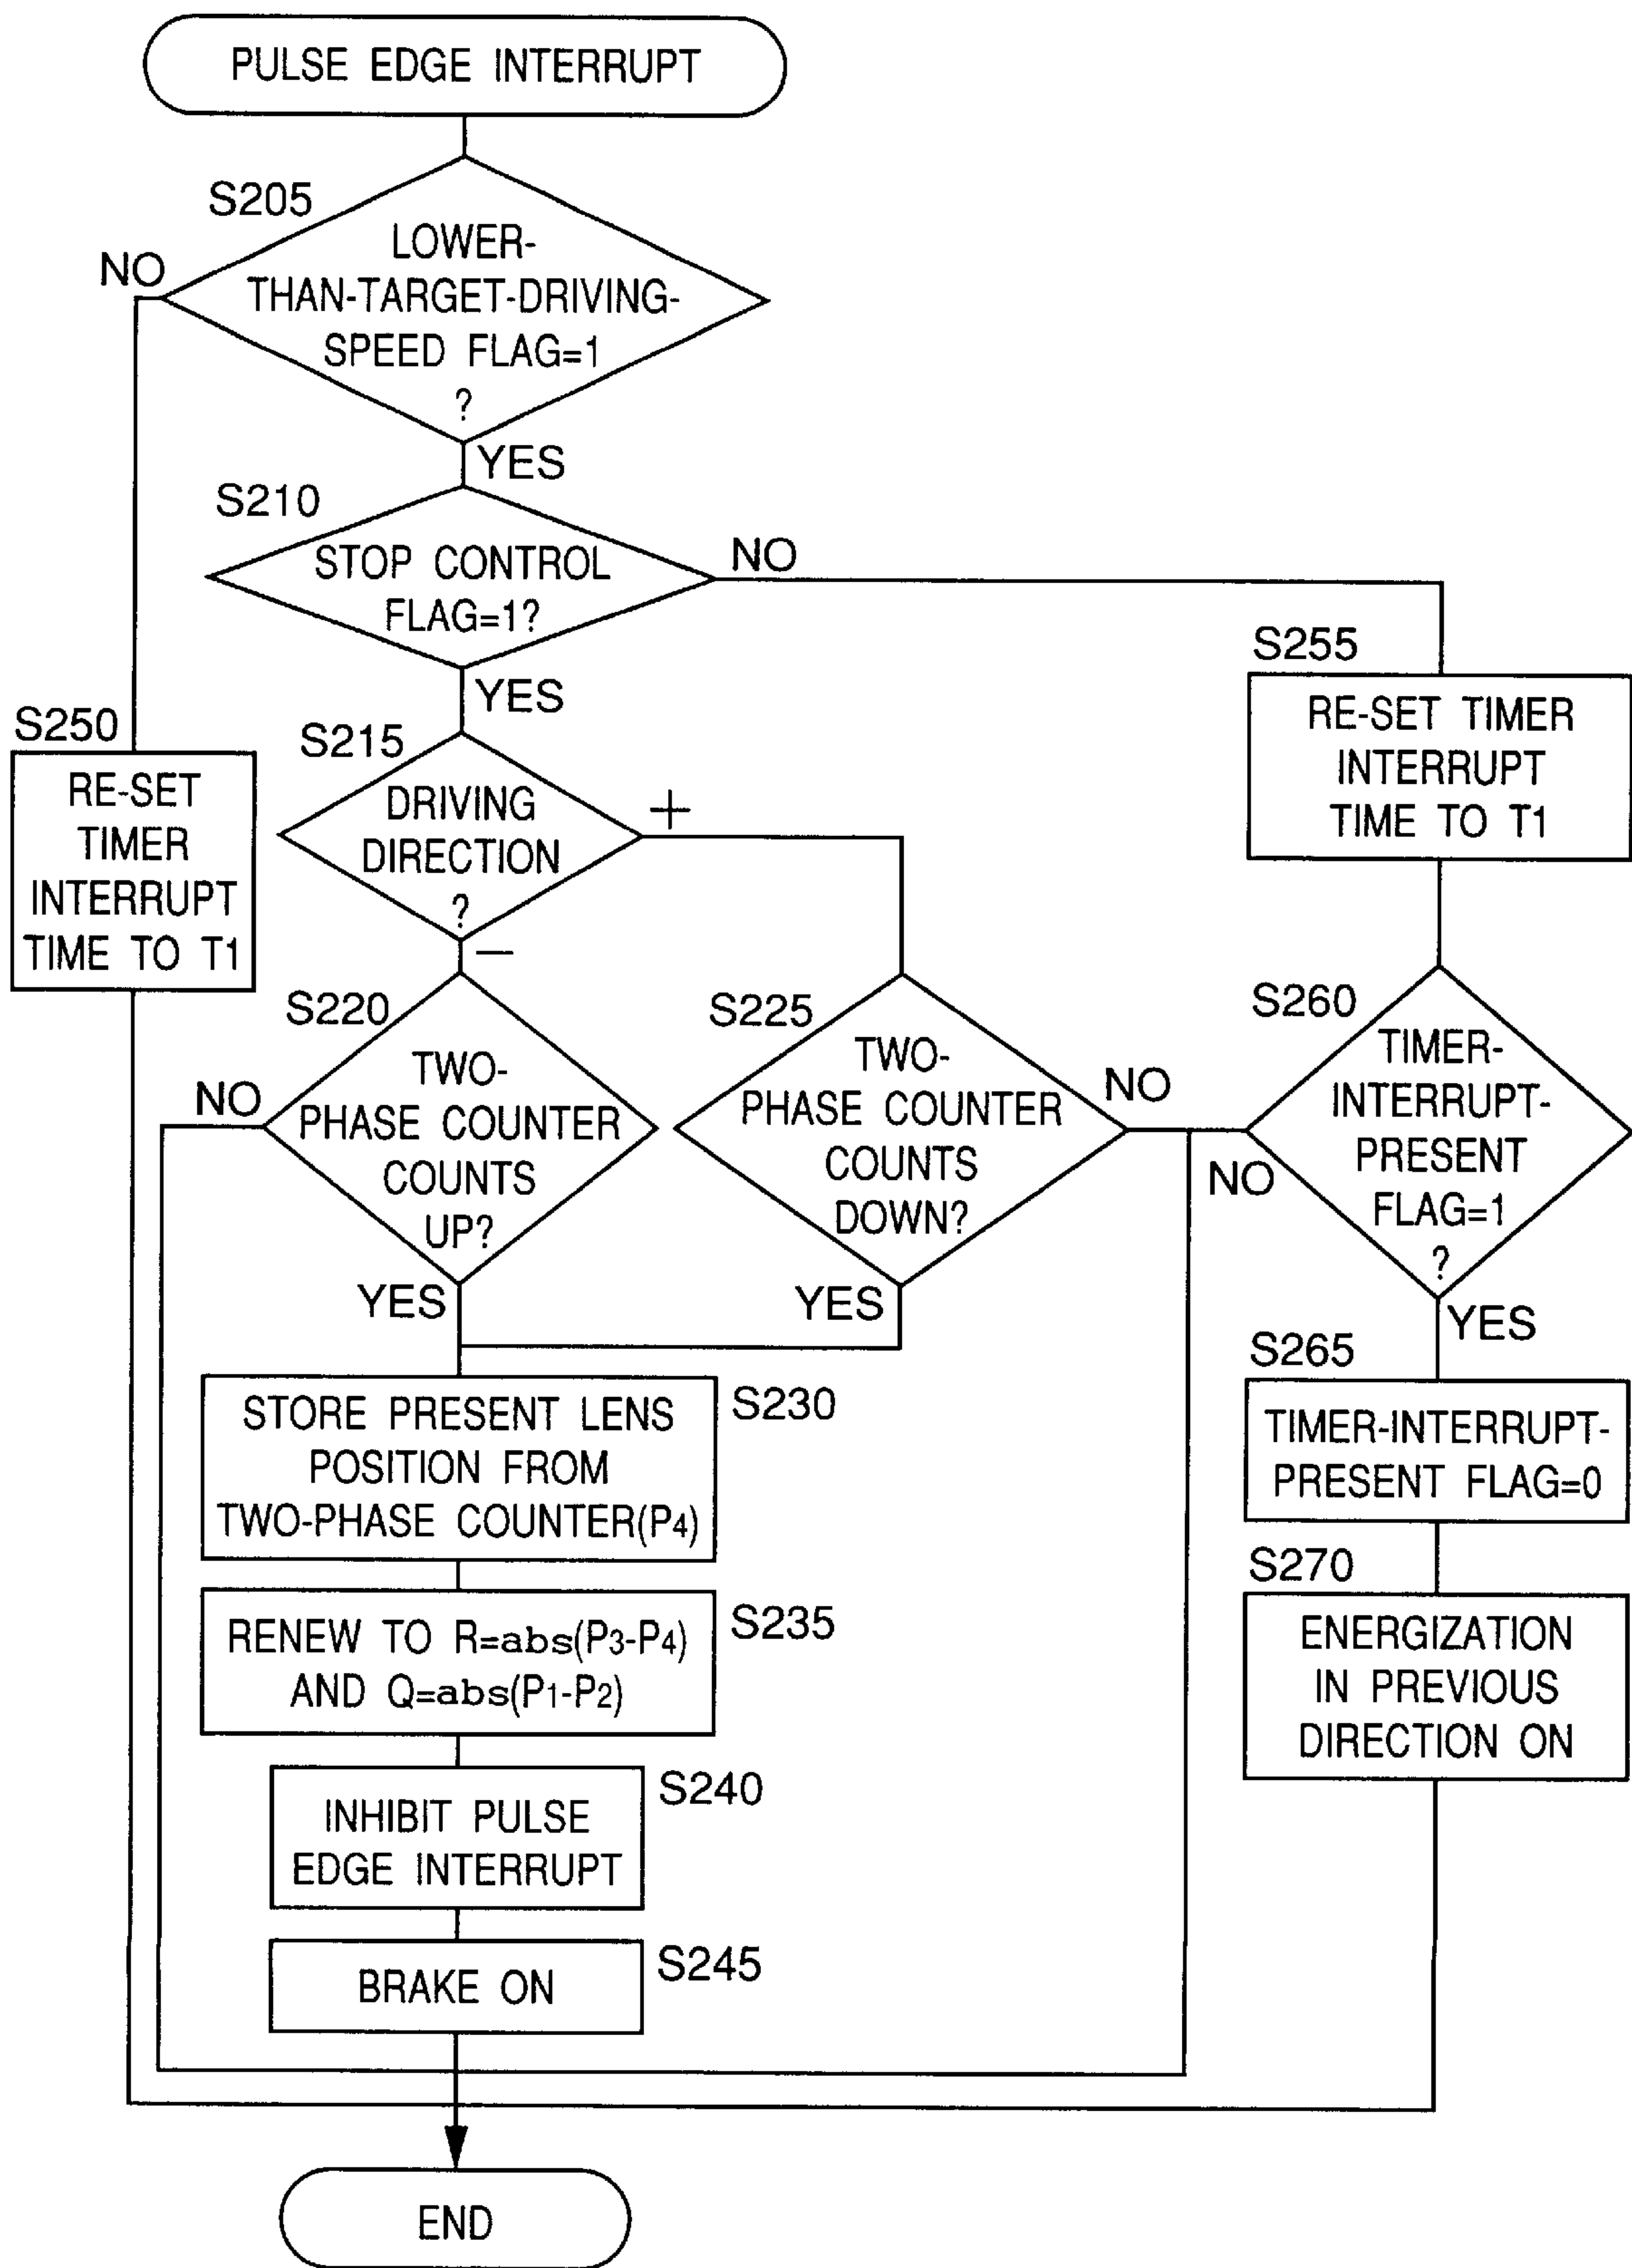 PULSE EDGE INTERRUPT
S205
LOWER-
THAN-TARGET-DRIVING-
SPEED FLAG=1
?
NO
YES
S210
STOP CONTROL
FLAG=1?
NO
YES
S250
RE-SET
TIMER
INTERRUPT
TIME TO T1
S215
DRIVING
DIRECTION
?
+
−
S255
RE-SET TIMER
INTERRUPT
TIME TO T1
S220
TWO-
PHASE COUNTER
COUNTS
UP?
NO
YES
S225
TWO-
PHASE COUNTER
COUNTS
DOWN?
NO
YES
S260
TIMER-
INTERRUPT-
PRESENT
FLAG=1
?
NO
YES
S230
STORE PRESENT LENS
POSITION FROM
TWO-PHASE COUNTER(P4)
S265
TIMER-INTERRUPT-
PRESENT FLAG=0
S235
RENEW TO R=abs(P3-P4)
AND Q=abs(P1-P2)
S270
ENERGIZATION
IN PREVIOUS
DIRECTION ON
S240
INHIBIT PULSE
EDGE INTERRUPT
S245
BRAKE ON
END